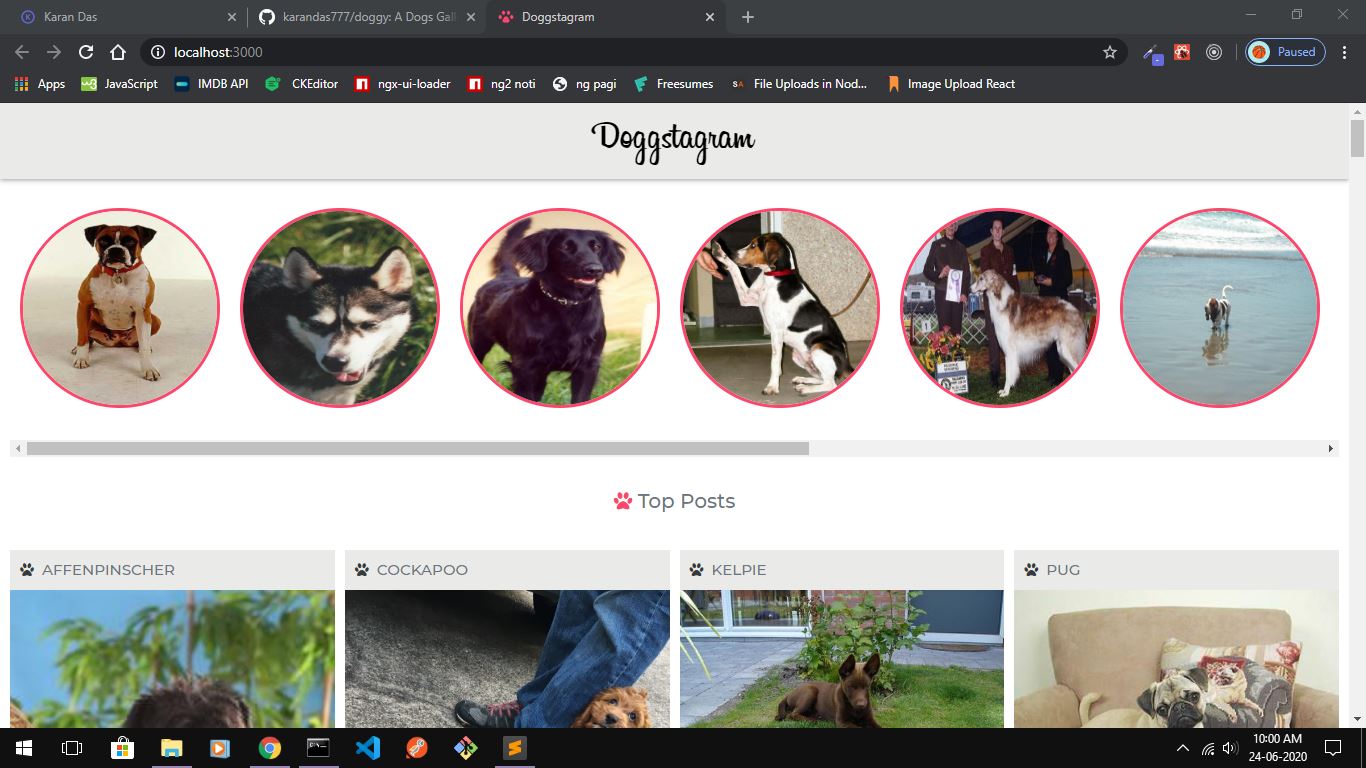 Karan Das
karandas777/doggy: A Dogs Gall
Doggstagram
localhost:3000
Paused
Apps
JavaScript
IMDB API
CKEditor
ngx-ui-loader
ng2 noti
ng pagi
Freesumes
File Uploads in Nod...
Image Upload React
Doggstagram
Top Posts
AFFENPINSCHER
COCKAPOO
KELPIE
PUG
10:00 AM
24-06-2020